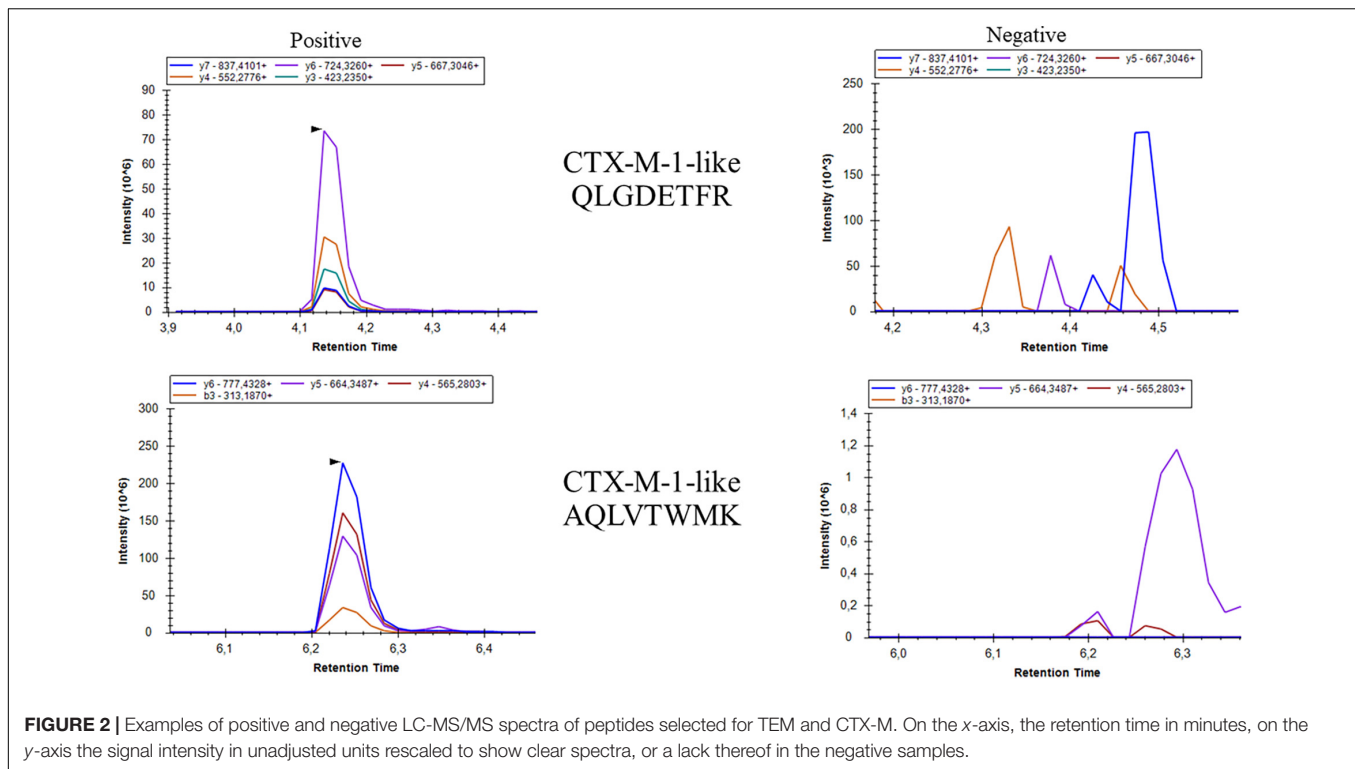 Positive
y7 - 837,4101+ y6 - 724,3260+ y5 - 667,3046+
y4 - 552,2776+ y3 - 423,2350+
90
80
70
60
50
40
30
20
10
0
Intensity (10^6)
3,9 4,0 4,1 4,2 4,3 4,4
Retention Time
CTX-M-1-like
QLGDETFR
Negative
y7 - 837,4101+ y6 - 724,3260+ y5 - 667,3046+
y4 - 552,2776+ y3 - 423,2350+
250
200
150
100
50
0
Intensity (10^3)
4,2 4,3 4,4 4,5
Retention Time
y6 - 777,4328+ y5 - 664,3487+ y4 - 565,2803+
b3 - 313,1870+
300
250
200
150
100
50
0
Intensity (10^6)
6,1 6,2 6,3 6,4
Retention Time
CTX-M-1-like
AQLVTWMK
y6 - 777,4328+ y5 - 664,3487+ y4 - 565,2803+
b3 - 313,1870+
1,4
1,2
1
0,8
0,6
0,4
0,2
0
Intensity (10^6)
6,0 6,1 6,2 6,3
Retention Time
FIGURE 2 | Examples of positive and negative LC-MS/MS spectra of peptides selected for TEM and CTX-M. On the x-axis, the retention time in minutes, on the
y-axis the signal intensity in unadjusted units rescaled to show clear spectra, or a lack thereof in the negative samples.